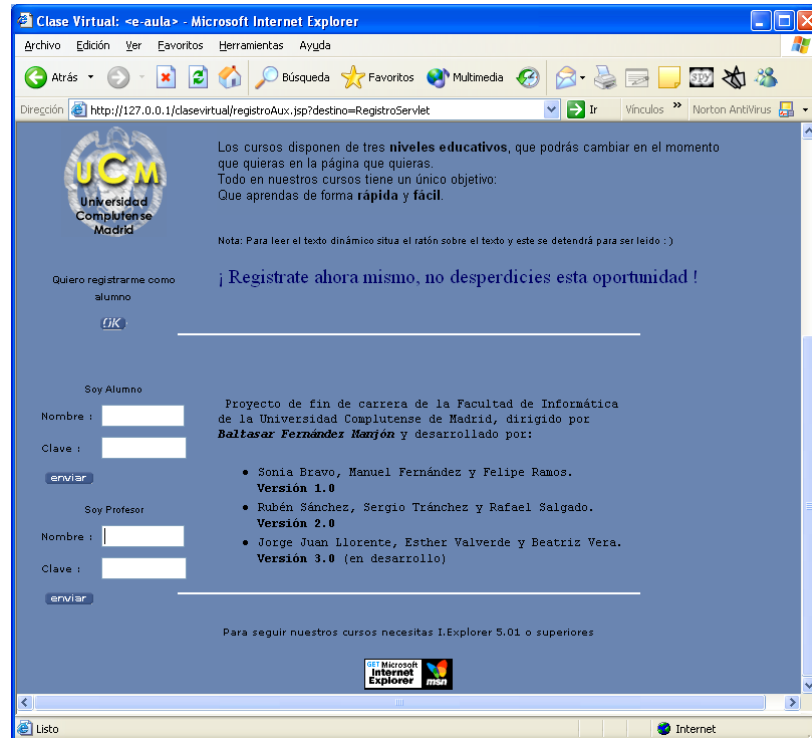 Clase Virtual: <e-aula> - Microsoft Internet Explorer
Archivo Edición Ver Favoritos Herramientas Ayuda
Atrás Búsqueda Favoritos Multimedia
Dirección http://127.0.0.1/clasevirtual/registroAux.jsp?destino=RegistroServlet Ir Vínculos » Norton AntiVirus
UCM
Universidad
Complutense
Madrid
Los cursos disponen de tres niveles educativos, que podrás cambiar en el momento
que quieras en la página que quieras.
Todo en nuestros cursos tiene un único objetivo:
Que aprendas de forma rápida y fácil.
Nota: Para leer el texto dinámico situa el ratón sobre el texto y este se detendrá para ser leido : )
Quiero registrarme como
alumno
OK
¡ Registrate ahora mismo, no desperdicies esta oportunidad !
Soy Alumno
Nombre :
Clave :
enviar
Soy Profesor
Nombre :
Clave :
enviar
Proyecto de fin de carrera de la Facultad de Informática
de la Universidad Complutense de Madrid, dirigido por
Baltasar Fernández Manjón y desarrollado por:
• Sonia Bravo, Manuel Fernández y Felipe Ramos.
Versión 1.0
• Rubén Sánchez, Sergio Tránchez y Rafael Salgado.
Versión 2.0
• Jorge Juan Llorente, Esther Valverde y Beatriz Vera.
Versión 3.0 (en desarrollo)
Para seguir nuestros cursos necesitas I.Explorer 5.01 o superiores
GET Microsoft
Internet
Explorer
msn
Listo
Internet